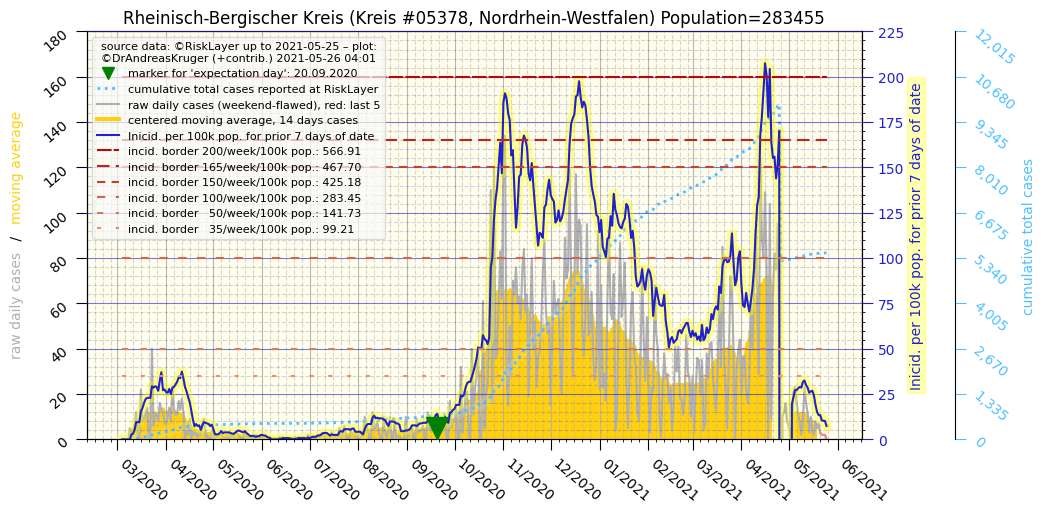 Rheinisch-Bergischer Kreis (Kreis #05378, Nordrhein-Westfalen) Population=283455
source data: ©RiskLayer up to 2021-05-25 – plot:
©DrAndreasKruger (+contrib.) 2021-05-26 04:01
marker for 'expectation day': 20.09.2020
cumulative total cases reported at RiskLayer
raw daily cases (weekend-flawed), red: last 5
centered moving average, 14 days cases
Inicid. per 100k pop. for prior 7 days of date
incid. border 200/week/100k pop.: 566.91
incid. border 165/week/100k pop.: 467.70
incid. border 150/week/100k pop.: 425.18
incid. border 100/week/100k pop.: 283.45
incid. border   50/week/100k pop.: 141.73
incid. border   35/week/100k pop.: 99.21
raw daily cases / moving average
180
160
140
120
100
80
60
40
20
0
225
200
175
150
125
100
75
50
25
0
Inicid. per 100k pop. for prior 7 days of date
12,015
10,680
9,345
8,010
6,675
5,340
4,005
2,670
1,335
0
cumulative total cases
03/2020
04/2020
05/2020
06/2020
07/2020
08/2020
09/2020
10/2020
11/2020
12/2020
01/2021
02/2021
03/2021
04/2021
05/2021
06/2021